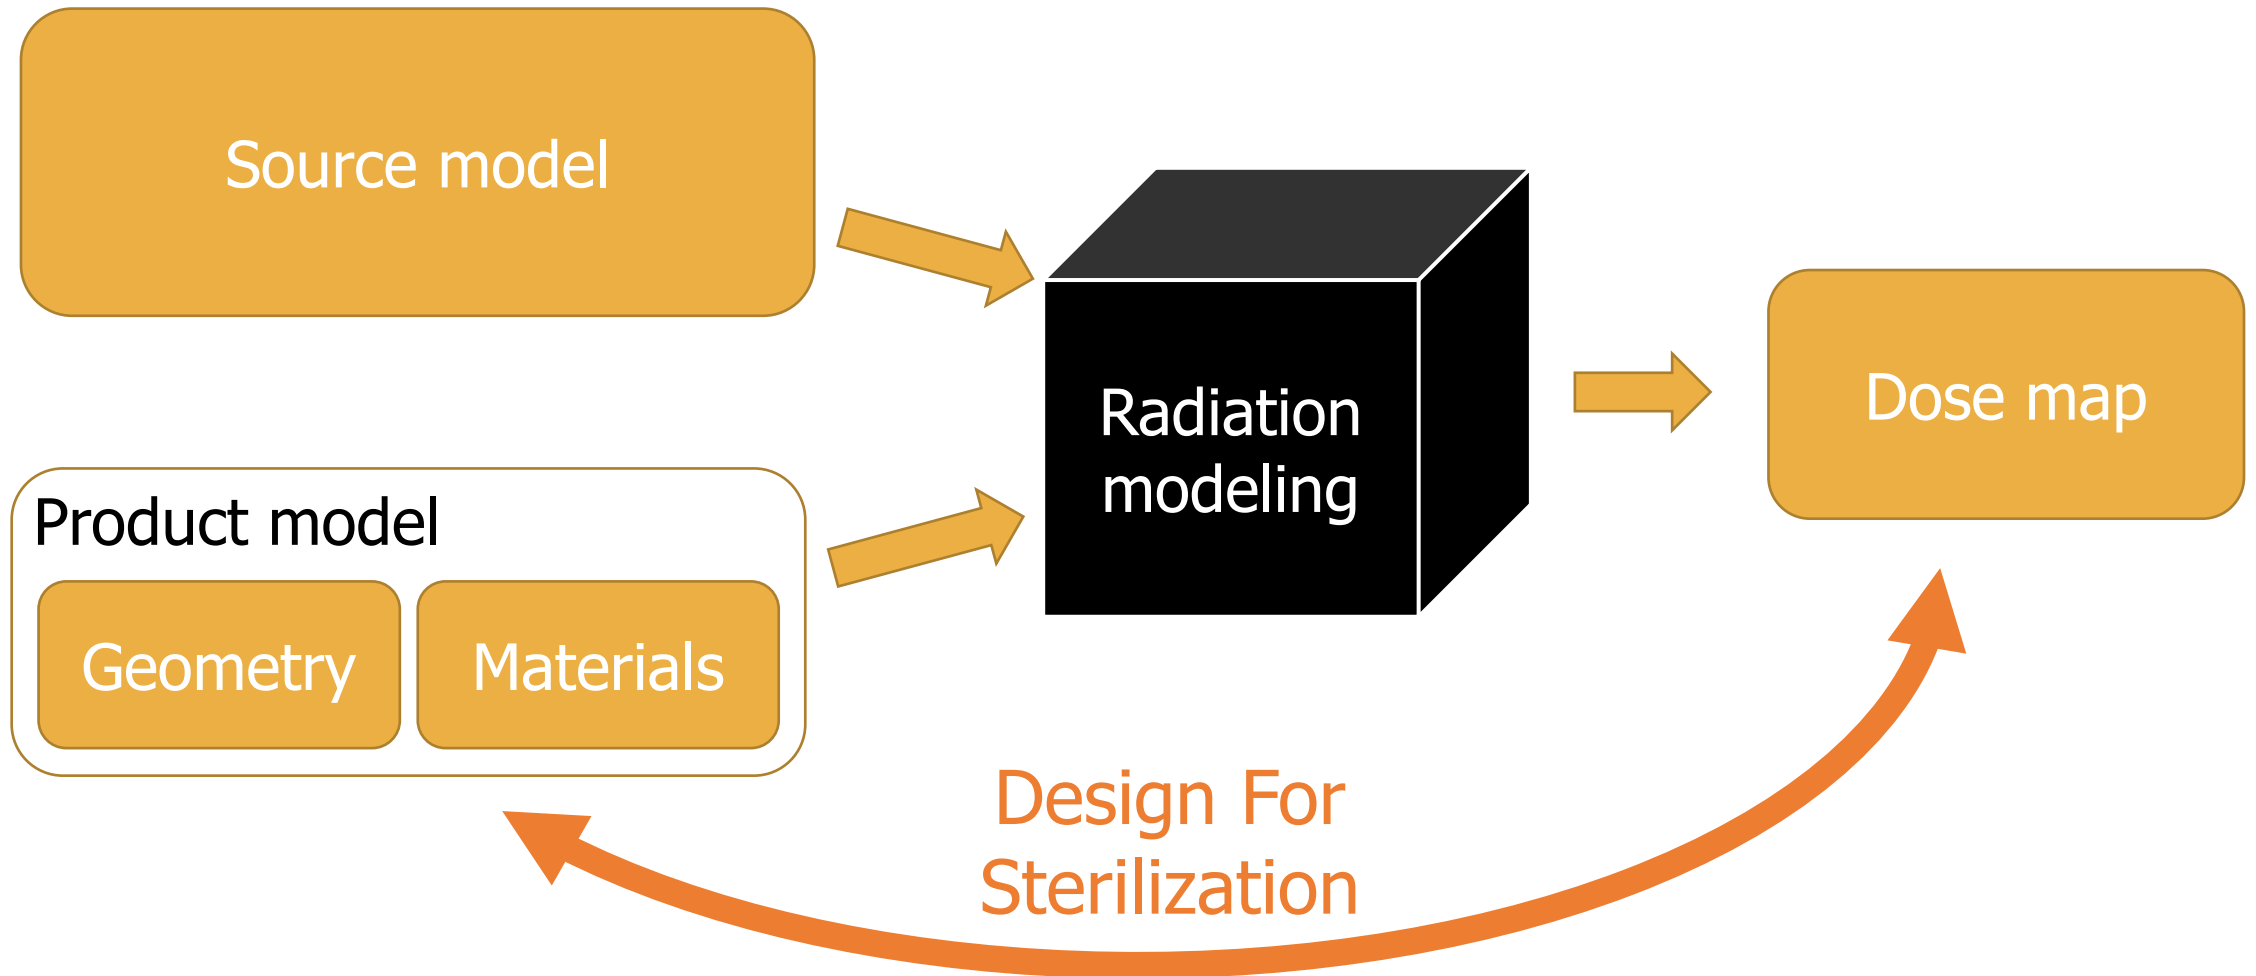 Source model
Product model
Geometry
Materials
Radiation
modeling
Dose map
Design For
Sterilization